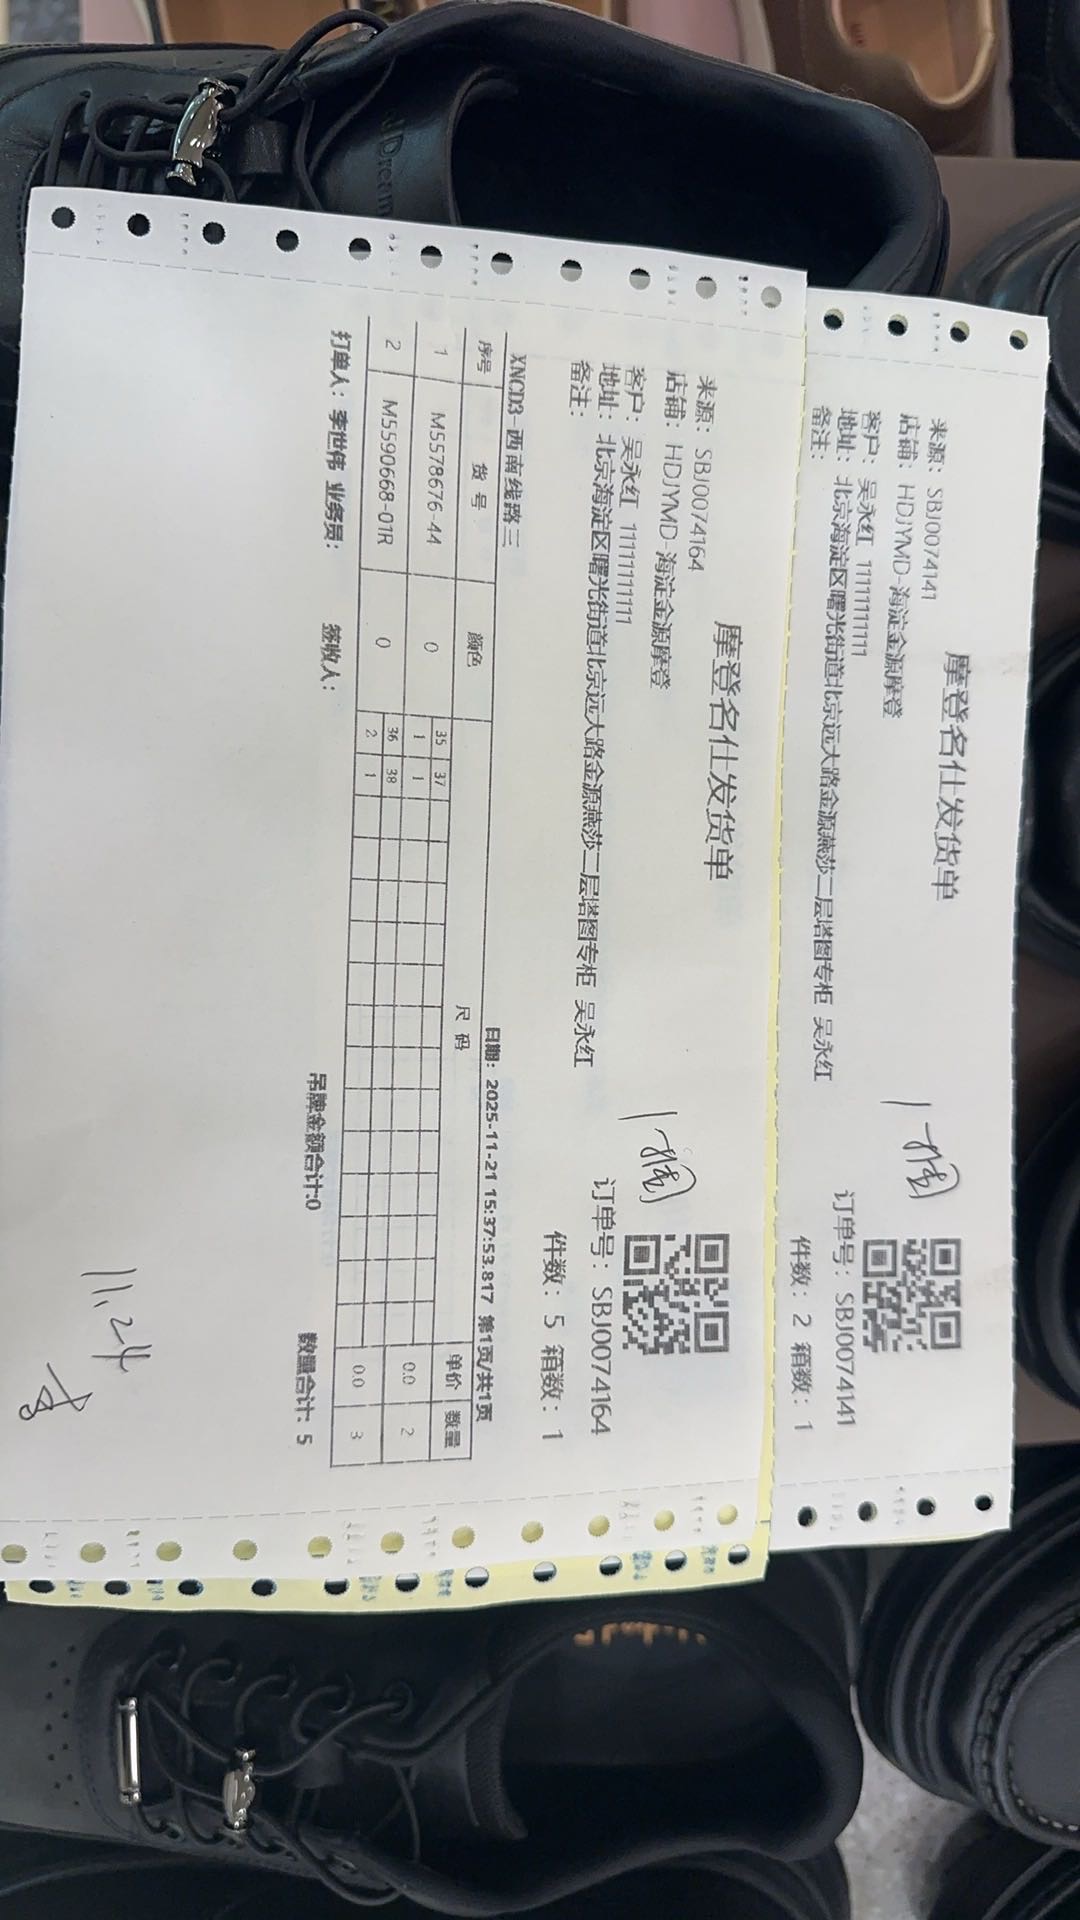 摩登名仕发货单
来源：SBJ0074141
店铺：HDJYMD-海淀金源摩登
客户：吴永红 11111111111
地址：北京海淀区曙光街道北京远大路金源燕莎二层塔图专柜 吴永红
备注：
订单号：SBJ0074141
件数：2 箱数：1
摩登名仕发货单
来源：SBJ0074164
店铺：HDJYMD-海淀金源摩登
客户：吴永红 11111111111
地址：北京海淀区曙光街道北京远大路金源燕莎二层塔图专柜 吴永红
备注：
订单号：SBJ0074164
件数：5 箱数：1
XNCD3-西南线路三 日期：2025-11-21 15:37:53.817 第1页/共1页
序号 货号 颜色 尺码 单价 数量
1 M5578676-44 0 35 37 0.0 2
1 1
2 M5590668-01R 0 36 38 0.0 3
2 1
吊牌金额合计:0 数量合计：5
打单人：李世伟 业务员： 签收人：
11.24
JDream